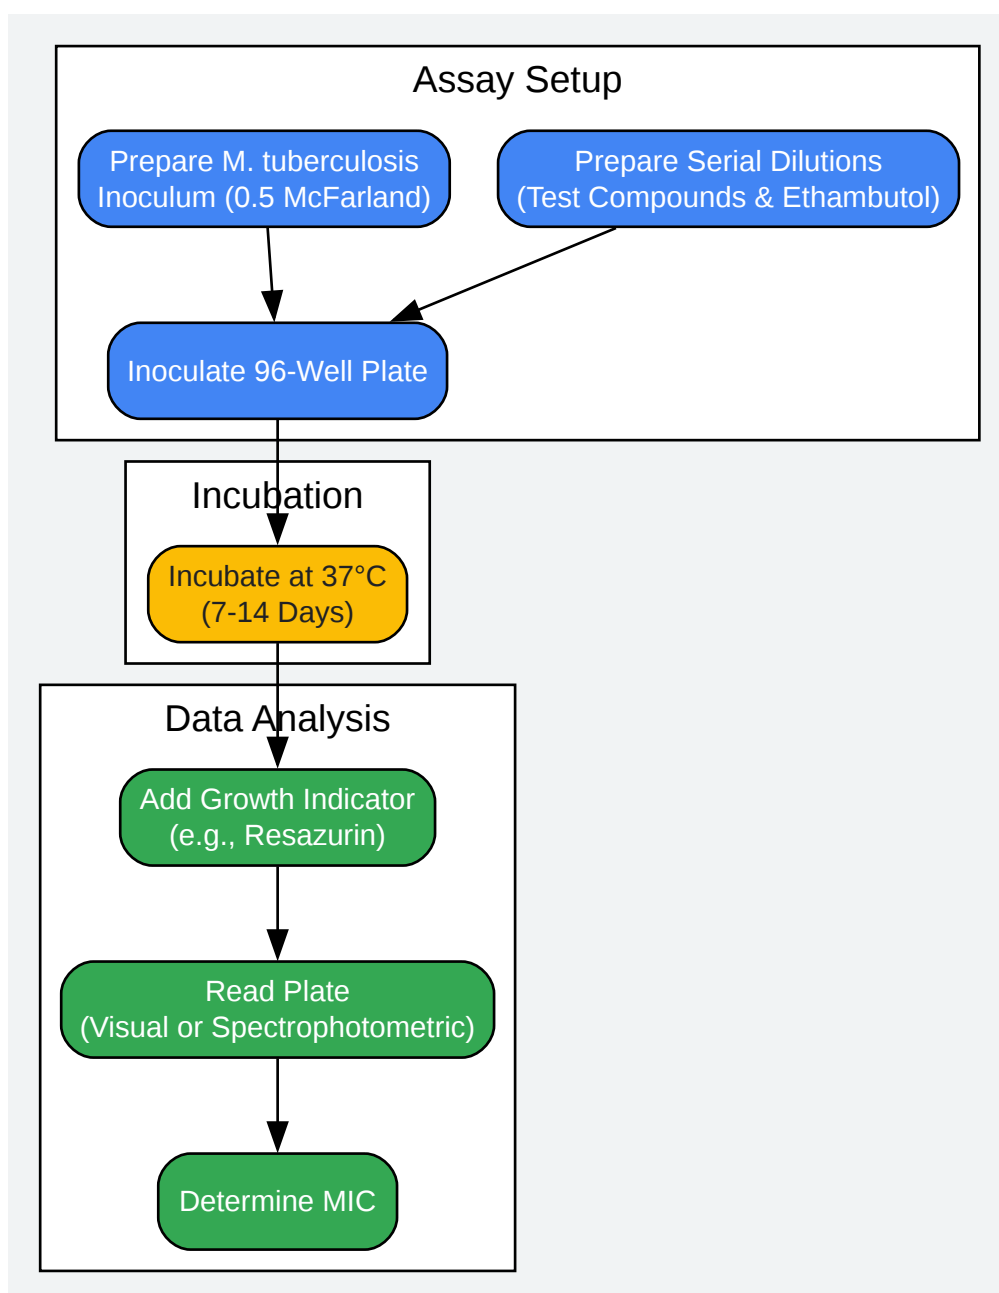 Assay Setup
Prepare M. tuberculosis
Inoculum (0.5 McFarland)
Prepare Serial Dilutions
(Test Compounds & Ethambutol)
Inoculate 96-Well Plate
Incubation
Incubate at 37°C
(7-14 Days)
Data Analysis
Add Growth Indicator
(e.g., Resazurin)
Read Plate
(Visual or Spectrophotometric)
Determine MIC